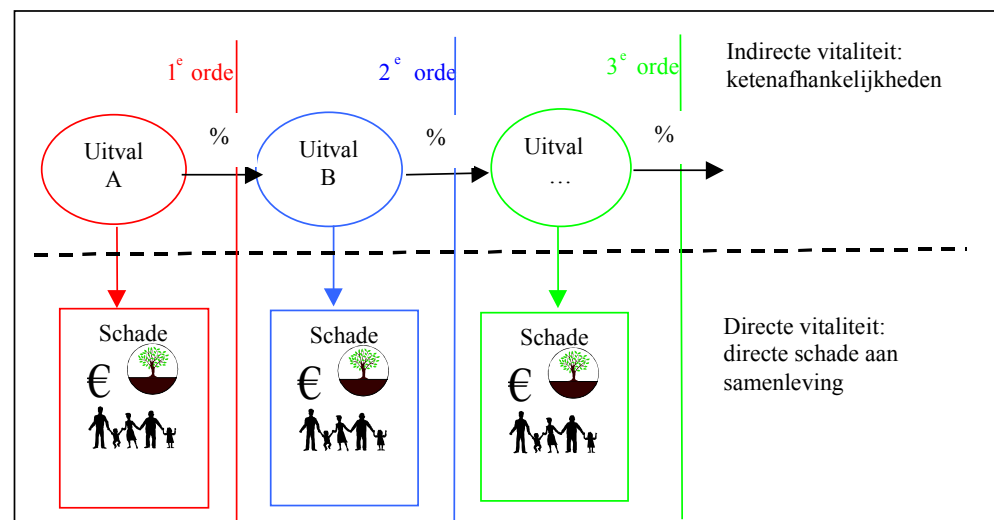 1e orde
2e orde
3e orde
Indirecte vitaliteit:
ketenafhankelijkheden
%
%
%
Uitval
A
Uitval
B
Uitval
…
Schade
€
Schade
€
Schade
€
Directe vitaliteit:
directe schade aan
samenleving